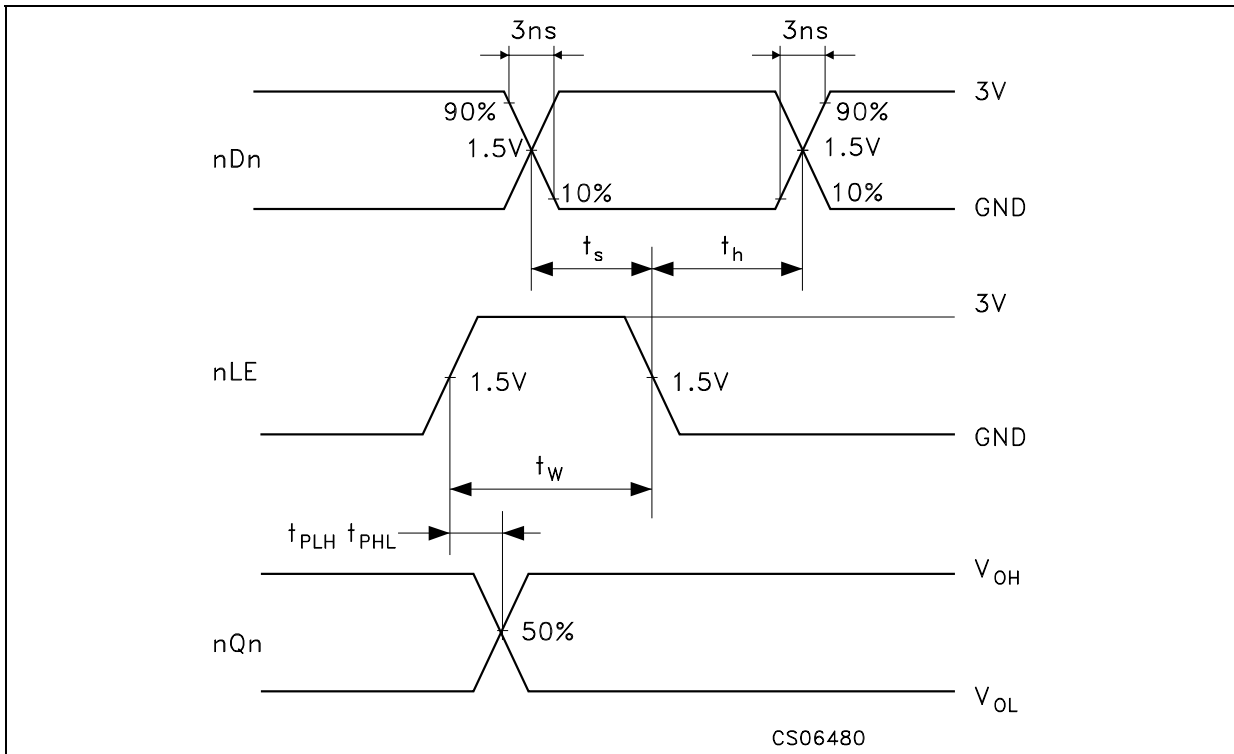 3ns 3ns
3V
90% 90%
nDn 1.5V 1.5V
10% 10%
GND
ts th
3V
nLE 1.5V 1.5V
GND
tW
tPLH tPHL
VOH
nQn 50%
VOL
CS06480